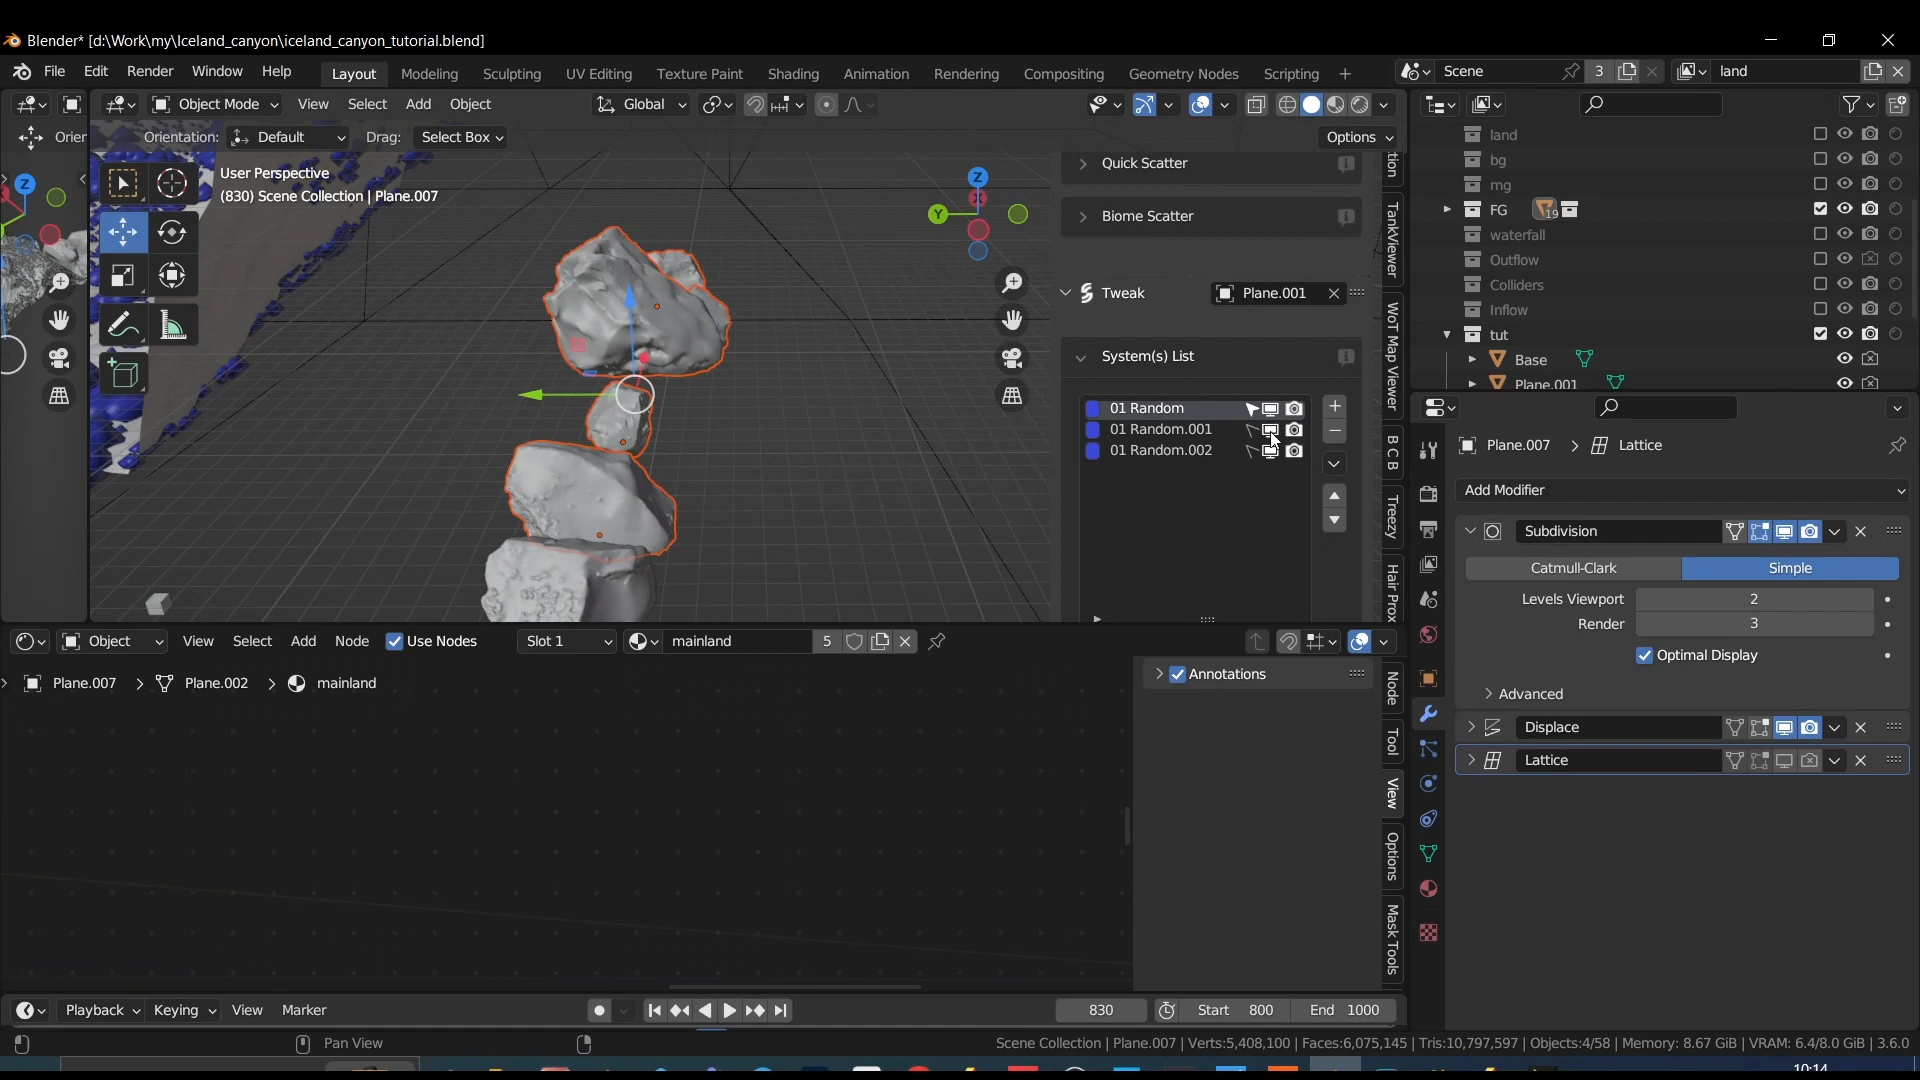 Blender* [d:\Work\my\Iceland_canyon\iceland_canyon_tutorial.blend]
File Edit Render Window Help Layout Modeling Sculpting UV Editing Texture Paint Shading Animation Rendering Compositing Geometry Nodes Scripting + Scene 3 land
Object Mode View Select Add Object Global
Orier Orientation: Default Drag: Select Box Options
User Perspective
(830) Scene Collection | Plane.007
Z
X
Y
Z
Quick Scatter
Biome Scatter
Tweak Plane.001
System(s) List
01 Random
01 Random.001
01 Random.002
tion
TankViewer
WoT Map Viewer
B C B
Treezy
Hair Prox
land
bg
mg
FG 19
waterfall
Outflow
Colliders
Inflow
tut
Base
Plane.001
Plane.007 > Lattice
Add Modifier
Subdivision
Catmull-Clark Simple
Levels Viewport 2
Render 3
Optimal Display
Advanced
Displace
Lattice
Object View Select Add Node Use Nodes Slot 1 mainland 5
Plane.007 > Plane.002 > mainland
Annotations
Node
Tool
View
Options
Mask Tools
Playback Keying View Marker 830 Start 800 End 1000
Pan View
Scene Collection | Plane.007 | Verts:5,408,100 | Faces:6,075,145 | Tris:10,797,597 | Objects:4/58 | Memory: 8.67 GiB | VRAM: 6.4/8.0 GiB | 3.6.0
10:14